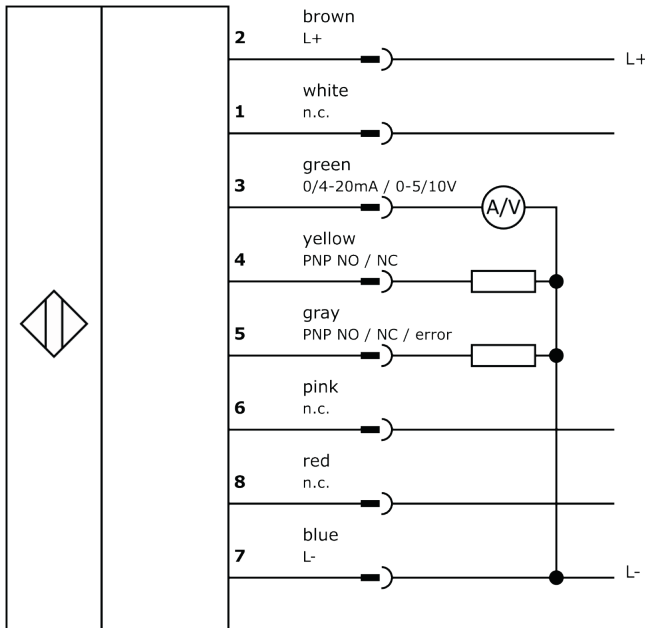 brown
2 L+
L+
white
1 n.c.
green
3 0/4-20mA / 0-5/10V
A/V
yellow
4 PNP NO / NC
gray
5 PNP NO / NC / error
pink
6 n.c.
red
8 n.c.
blue
7 L-
L-